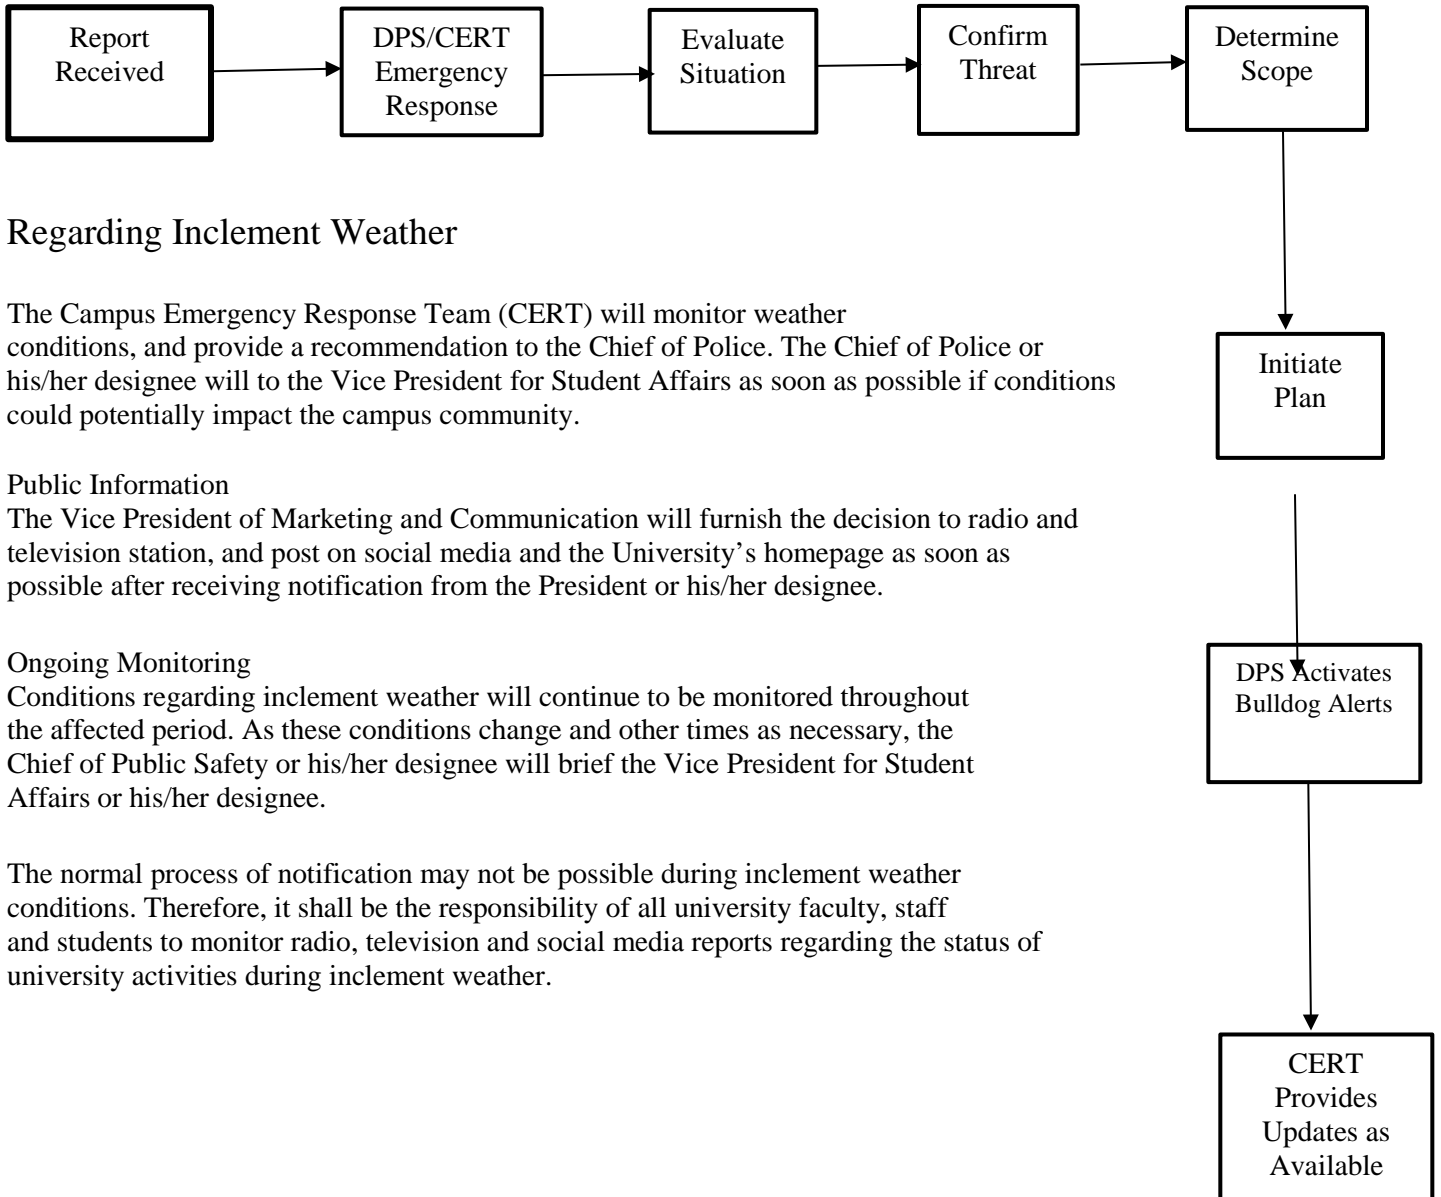 Report
Received
DPS/CERT
Emergency
Response
Evaluate
Situation
Confirm
Threat
Determine
Scope
Regarding Inclement Weather
The Campus Emergency Response Team (CERT) will monitor weather
conditions, and provide a recommendation to the Chief of Police. The Chief of Police or
his/her designee will to the Vice President for Student Affairs as soon as possible if conditions
could potentially impact the campus community.
Initiate
Plan
Public Information
The Vice President of Marketing and Communication will furnish the decision to radio and
television station, and post on social media and the University’s homepage as soon as
possible after receiving notification from the President or his/her designee.
Ongoing Monitoring
Conditions regarding inclement weather will continue to be monitored throughout
the affected period. As these conditions change and other times as necessary, the
Chief of Public Safety or his/her designee will brief the Vice President for Student
Affairs or his/her designee.
DPS Activates
Bulldog Alerts
The normal process of notification may not be possible during inclement weather
conditions. Therefore, it shall be the responsibility of all university faculty, staff
and students to monitor radio, television and social media reports regarding the status of
university activities during inclement weather.
CERT
Provides
Updates as
Available